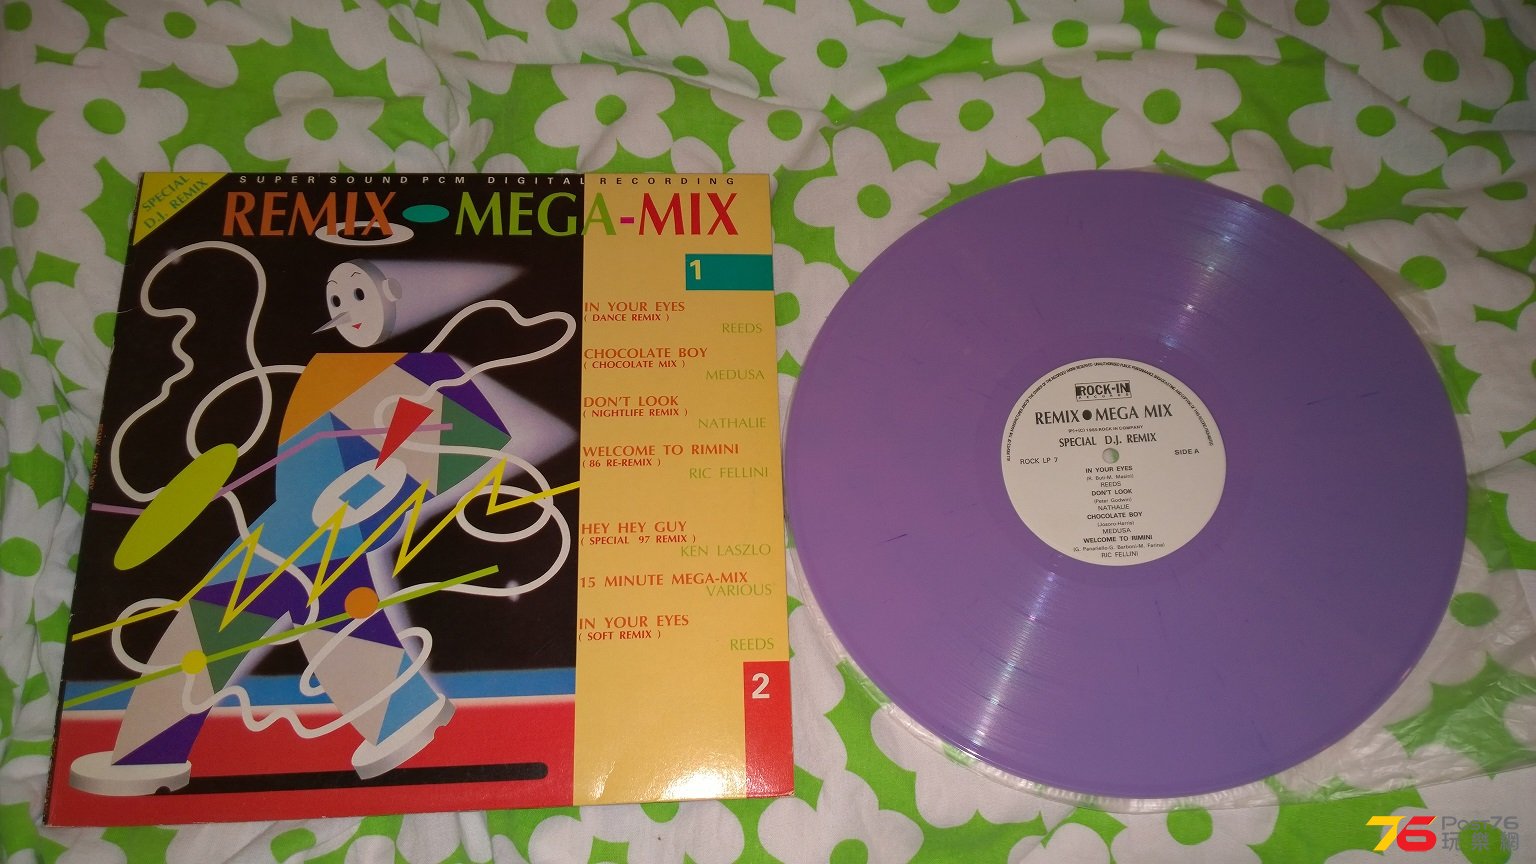 SPECIAL
D.J. REMIX
SUPER SOUND PCM DIGITAL RECORDING
REMIX MEGA-MIX
1
IN YOUR EYES
( DANCE REMIX )
REEDS
CHOCOLATE BOY
( CHOCOLATE MIX )
MEDUSA
DON'T LOOK
( NIGHTLIFE REMIX )
NATHALIE
WELCOME TO RIMINI
( 86 RE-REMIX )
RIC FELLINI
HEY HEY GUY
( SPECIAL 97 REMIX )
KEN LASZLO
15 MINUTE MEGA-MIX
VARIOUS
IN YOUR EYES
( SOFT REMIX )
REEDS
2
ROCK-IN
RECORDS
REMIX MEGA MIX
SPECIAL D.J. REMIX
ROCK LP 7
SIDE A
IN YOUR EYES
REEDS
DON'T LOOK
(Peter Godwin)
NATHALIE
CHOCOLATE BOY
MEDUSA
WELCOME TO RIMINI
RIC FELLINI
76 Post76
玩樂網